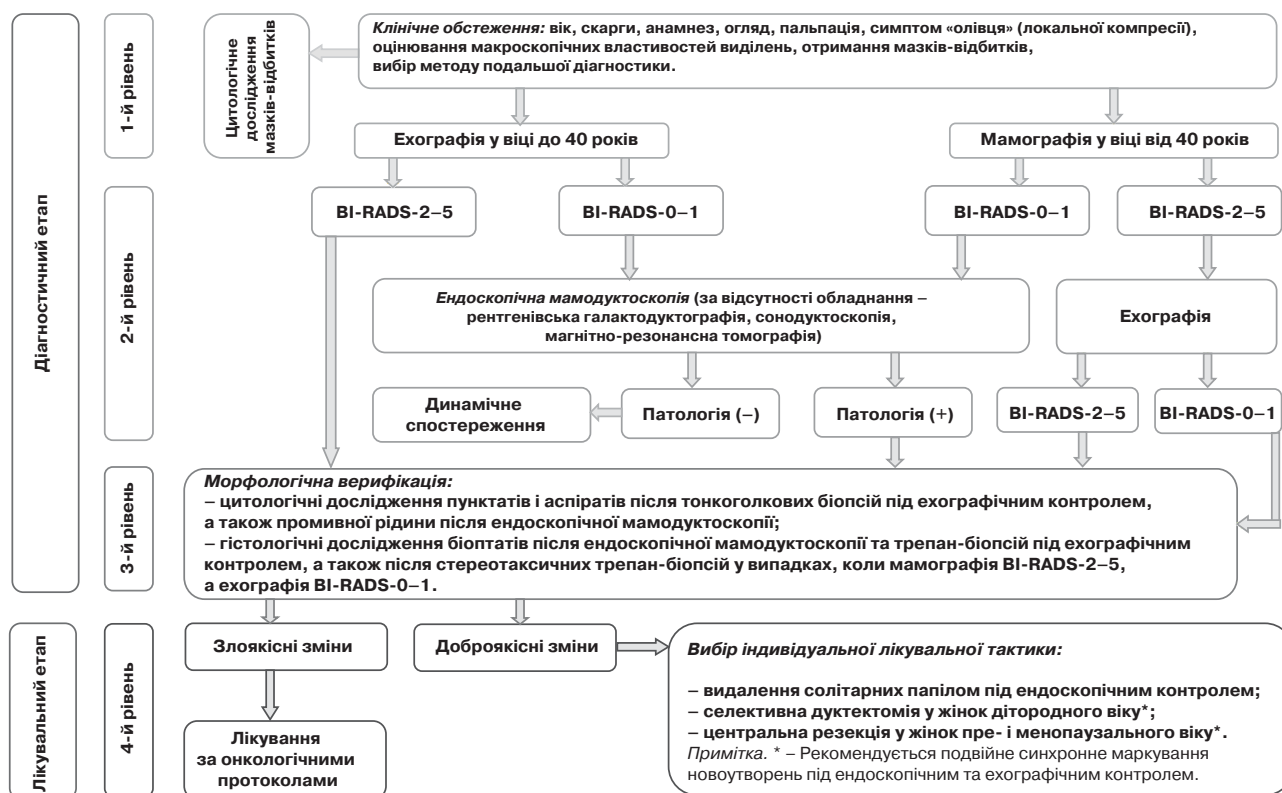 Діагностичний етап
1-й рівень
Цитологічне
дослідження
мазків-відбитків
Клінічне обстеження: вік, скарги, анамнез, огляд, пальпація, симптом «олівця» (локальної компресії),
оцінювання макроскопічних властивостей виділень, отримання мазків-відбитків,
вибір методу подальшої діагностики.
Ехографія у віці до 40 років
Мамографія у віці від 40 років
2-й рівень
BI-RADS-2–5
BI-RADS-0–1
BI-RADS-0–1
BI-RADS-2–5
Ендоскопічна мамодуктоскопія (за відсутності обладнання –
рентгенівська галактодуктографія, сонодуктоскопія,
магнітно-резонансна томографія)
Ехографія
Динамічне
спостереження
Патологія (–)
Патологія (+)
BI-RADS-2–5
BI-RADS-0–1
3-й рівень
Морфологічна верифікація:
– цитологічні дослідження пунктатів і аспіратів після тонкоголкових біопсій під ехографічним контролем,
а також промивної рідини після ендоскопічної мамодуктоскопії;
– гістологічні дослідження біоптатів після ендоскопічної мамодуктоскопії та трепан-біопсій під ехографічним
контролем, а також після стереотаксичних трепан-біопсій у випадках, коли мамографія BI-RADS-2–5,
а ехографія BI-RADS-0–1.
Лікувальний етап
4-й рівень
Злоякісні зміни
Доброякісні зміни
Лікування
за онкологічними
протоколами
Вибір індивідуальної лікувальної тактики:
– видалення солітарних папілом під ендоскопічним контролем;
– селективна дуктектомія у жінок дітородного віку*;
– центральна резекція у жінок пре- і менопаузального віку*.
Примітка. * – Рекомендується подвійне синхронне маркування
новоутворень під ендоскопічним та ехографічним контролем.